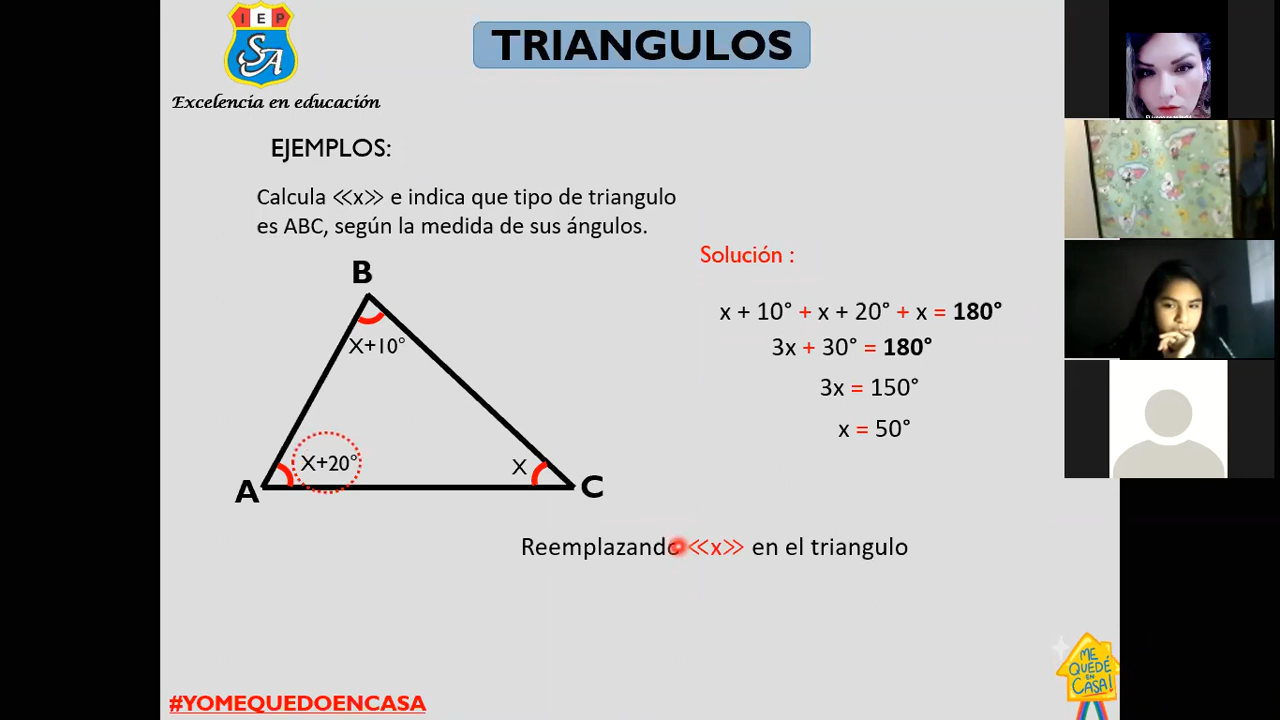 I E P
SA
Excelencia en educación
TRIANGULOS
EJEMPLOS:
Calcula ≪x≫ e indica que tipo de triangulo
es ABC, según la medida de sus ángulos.
Solución :
B
X+10°
X+20°
X
A
C
x + 10° + x + 20° + x = 180°
3x + 30° = 180°
3x = 150°
x = 50°
Reemplazando ≪x≫ en el triangulo
#YOMEQUEDOENCASA
ME
QUEDÉ
EN
CASA!